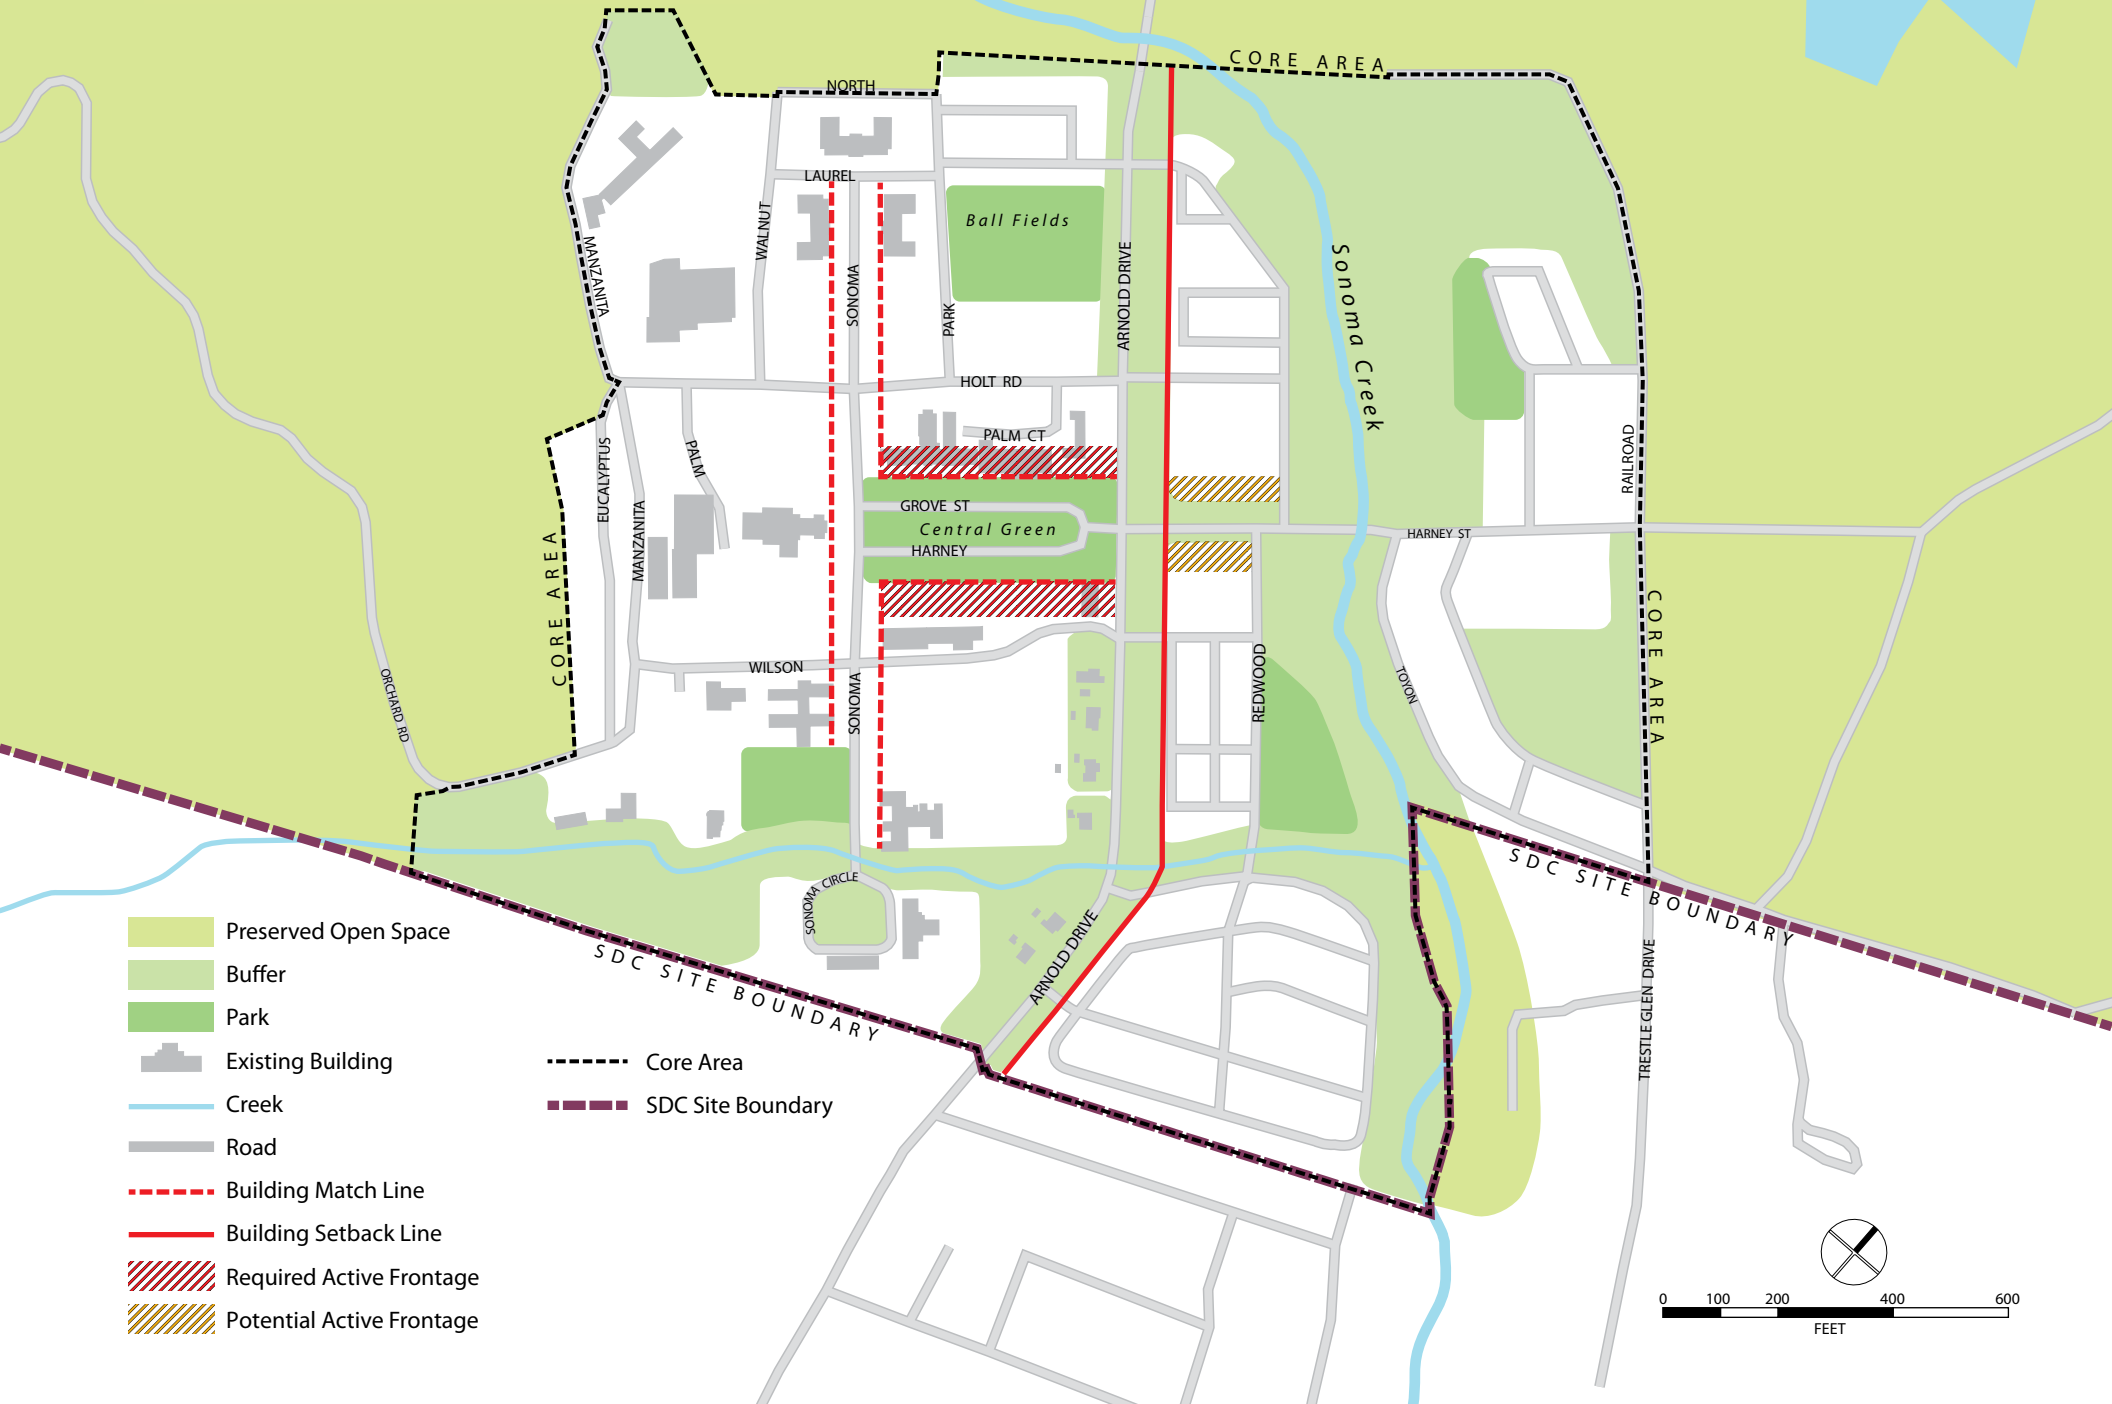 CORE AREA
NORTH
LAUREL
WALNUT
MANZANITA
SONOMA
PARK
Ball Fields
ARNOLD DRIVE
Sonoma Creek
HOLT RD
PALM CT
PALM
EUCALYPTUS
MANZANITA
GROVE ST
Central Green
HARNEY
HARNEY ST
RAILROAD
CORE AREA
CORE AREA
ORCHARD RD
WILSON
SONOMA
REDWOOD
TOYON
SONOMA CIRCLE
ARNOLD DRIVE
SDC SITE BOUNDARY
SDC SITE BOUNDARY
TRESTLE GLEN DRIVE
Preserved Open Space
Buffer
Park
Existing Building
Creek
Road
Building Match Line
Building Setback Line
Required Active Frontage
Potential Active Frontage
Core Area
SDC Site Boundary
0 100 200 400 600
FEET